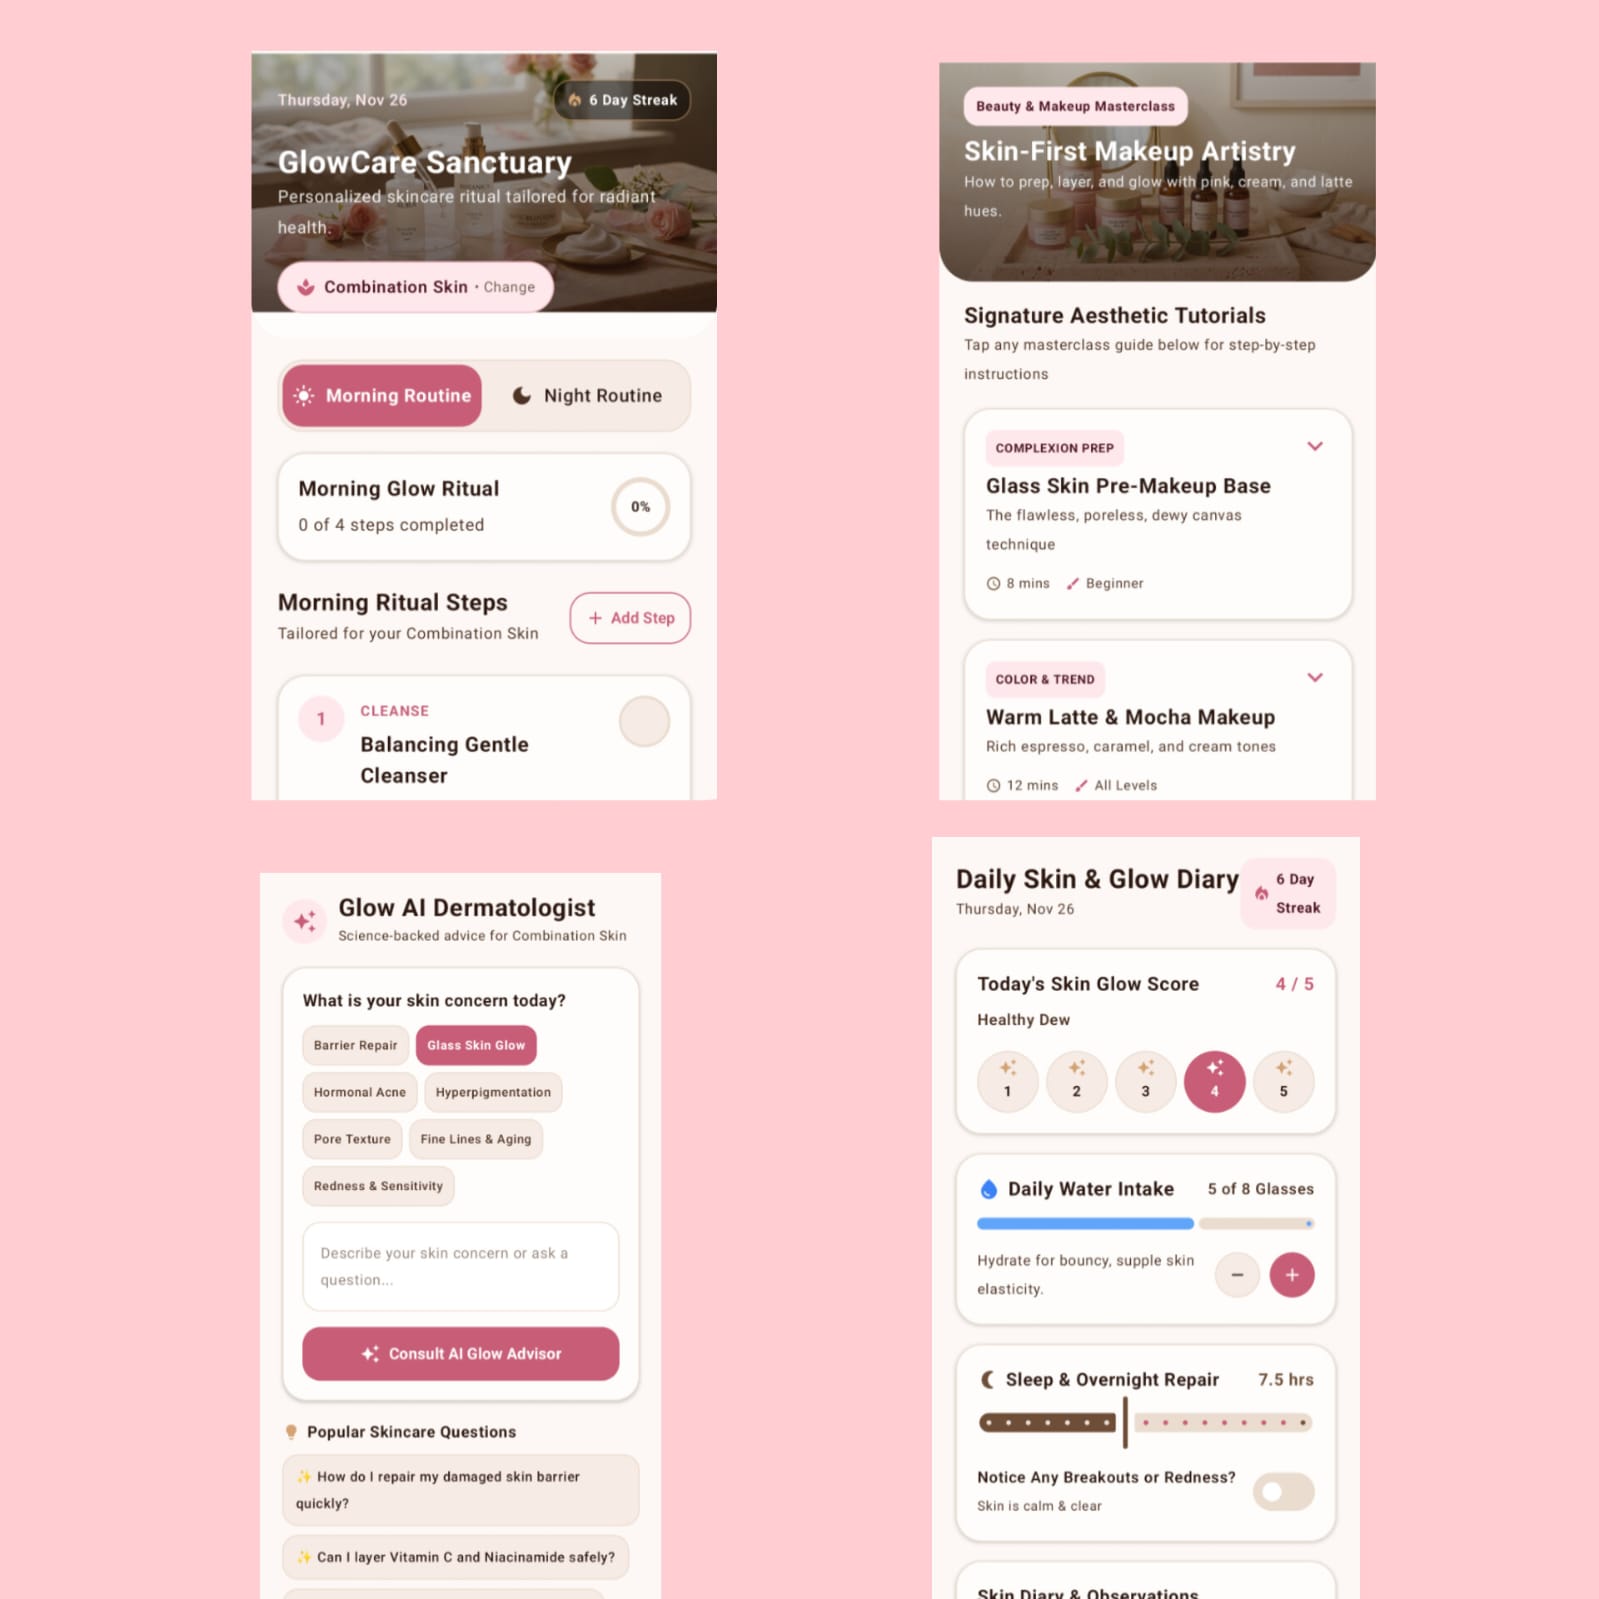 Thursday, Nov 26
6 Day Streak
GlowCare Sanctuary
Personalized skincare ritual tailored for radiant
health.
Combination Skin • Change
Morning Routine
Night Routine
Morning Glow Ritual
0 of 4 steps completed
0%
Morning Ritual Steps
Tailored for your Combination Skin
+ Add Step
1
CLEANSE
Balancing Gentle
Cleanser
Beauty & Makeup Masterclass
Skin-First Makeup Artistry
How to prep, layer, and glow with pink, cream, and latte
hues.
Signature Aesthetic Tutorials
Tap any masterclass guide below for step-by-step
instructions
COMPLEXION PREP
Glass Skin Pre-Makeup Base
The flawless, poreless, dewy canvas
technique
8 mins
Beginner
COLOR & TREND
Warm Latte & Mocha Makeup
Rich espresso, caramel, and cream tones
12 mins
All Levels
Glow AI Dermatologist
Science-backed advice for Combination Skin
What is your skin concern today?
Barrier Repair
Glass Skin Glow
Hormonal Acne
Hyperpigmentation
Pore Texture
Fine Lines & Aging
Redness & Sensitivity
Describe your skin concern or ask a
question...
Consult AI Glow Advisor
Popular Skincare Questions
✨ How do I repair my damaged skin barrier
quickly?
✨ Can I layer Vitamin C and Niacinamide safely?
Daily Skin & Glow Diary
Thursday, Nov 26
6 Day
Streak
Today's Skin Glow Score
4 / 5
Healthy Dew
1
2
3
4
5
Daily Water Intake
5 of 8 Glasses
Hydrate for bouncy, supple skin
elasticity.
− +
Sleep & Overnight Repair
7.5 hrs
Notice Any Breakouts or Redness?
Skin is calm & clear
Skin Diary & Observations